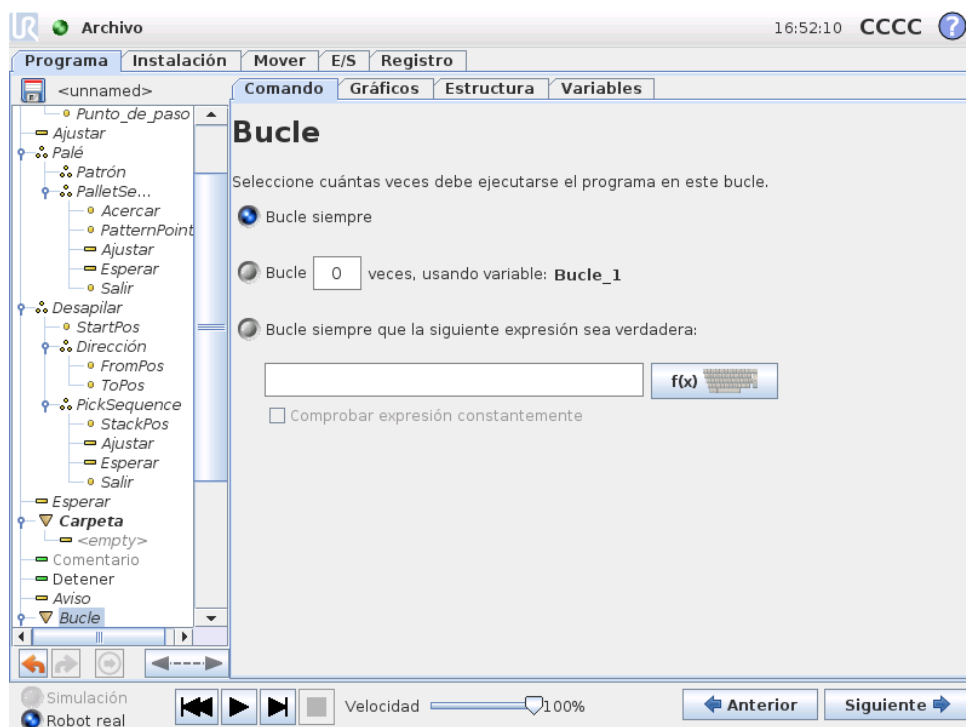 UR Archivo 16:52:10 CCCC ?
Programa Instalación Mover E/S Registro
<unnamed>
Comando Gráficos Estructura Variables
Punto_de_paso
Ajustar
Palé
Patrón
PalletSe...
Acercar
PatternPoint
Ajustar
Esperar
Salir
Desapilar
StartPos
Dirección
FromPos
ToPos
PickSequence
StackPos
Ajustar
Esperar
Salir
Esperar
Carpeta
<empty>
Comentario
Detener
Aviso
Bucle
Bucle
Seleccione cuántas veces debe ejecutarse el programa en este bucle.
Bucle siempre
Bucle 0 veces, usando variable: Bucle_1
Bucle siempre que la siguiente expresión sea verdadera:
f(x)
Comprobar expresión constantemente
Simulación
Robot real
Velocidad 100%
Anterior Siguiente